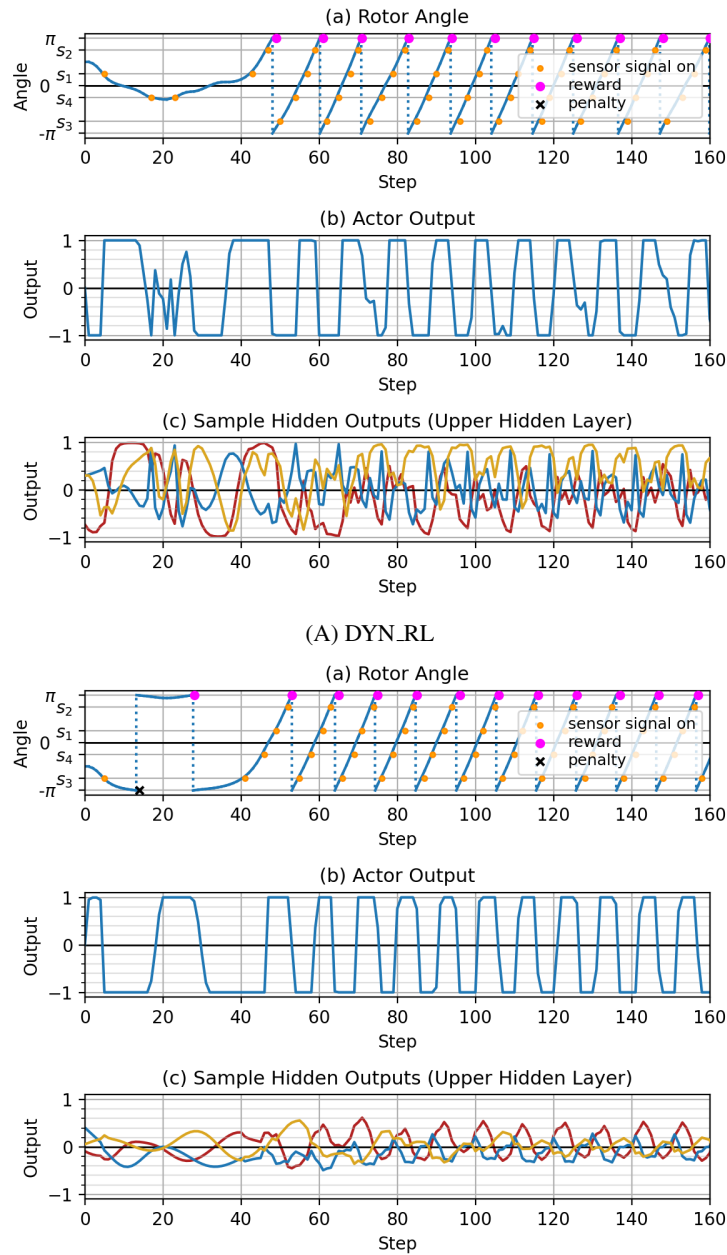 (a) Rotor Angle
π
s2
s1
0
s4
s3
-π
Angle
sensor signal on
reward
penalty
0 20 40 60 80 100 120 140 160
Step
(b) Actor Output
1
0
−1
Output
0 20 40 60 80 100 120 140 160
Step
(c) Sample Hidden Outputs (Upper Hidden Layer)
1
0
−1
Output
0 20 40 60 80 100 120 140 160
Step
(A) DYN_RL
(a) Rotor Angle
π
s2
s1
0
s4
s3
-π
Angle
sensor signal on
reward
penalty
0 20 40 60 80 100 120 140 160
Step
(b) Actor Output
1
0
−1
Output
0 20 40 60 80 100 120 140 160
Step
(c) Sample Hidden Outputs (Upper Hidden Layer)
1
0
−1
Output
0 20 40 60 80 100 120 140 160
Step